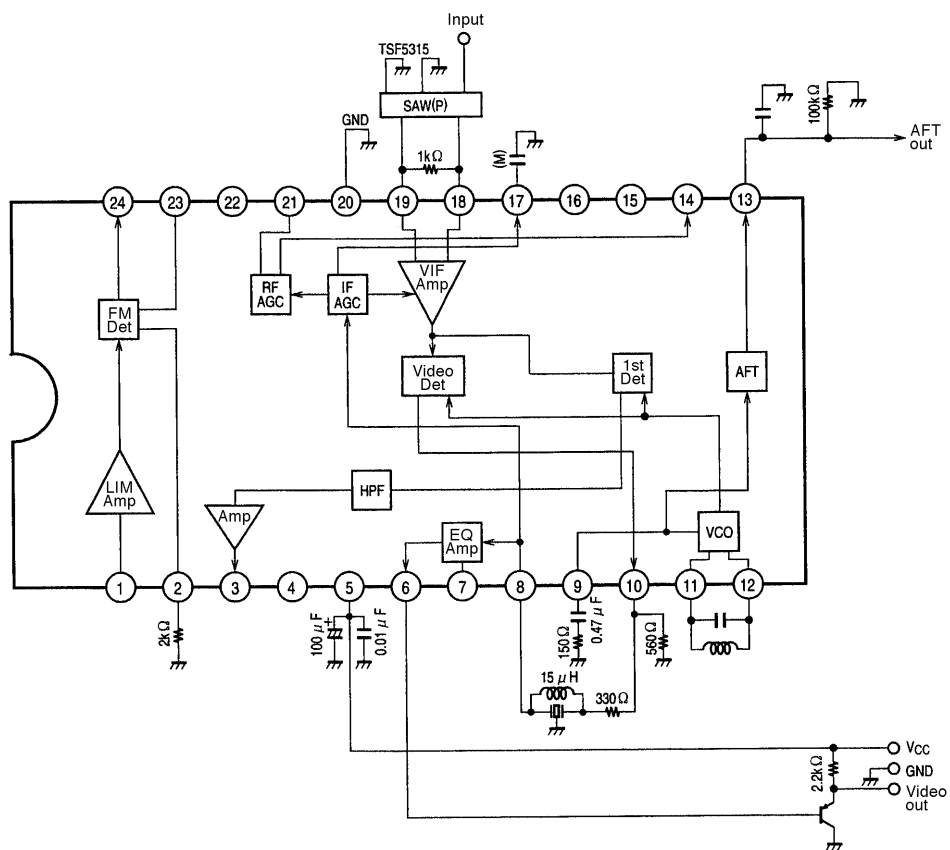 Input
TSF5315
SAW(P)
GND
1kΩ
(M)
100kΩ
AFT
out
24
23
22
21
20
19
18
17
16
15
14
13
RF
AGC
IF
AGC
VIF
Amp
FM
Det
Video
Det
1st
Det
AFT
LIM
Amp
HPF
Amp
EQ
Amp
VCO
1
2
3
4
5
6
7
8
9
10
11
12
2kΩ
100μF
+
0.01μF
150Ω
0.47μF
560Ω
15μH
330Ω
Vcc
2.2kΩ
GND
Video
out